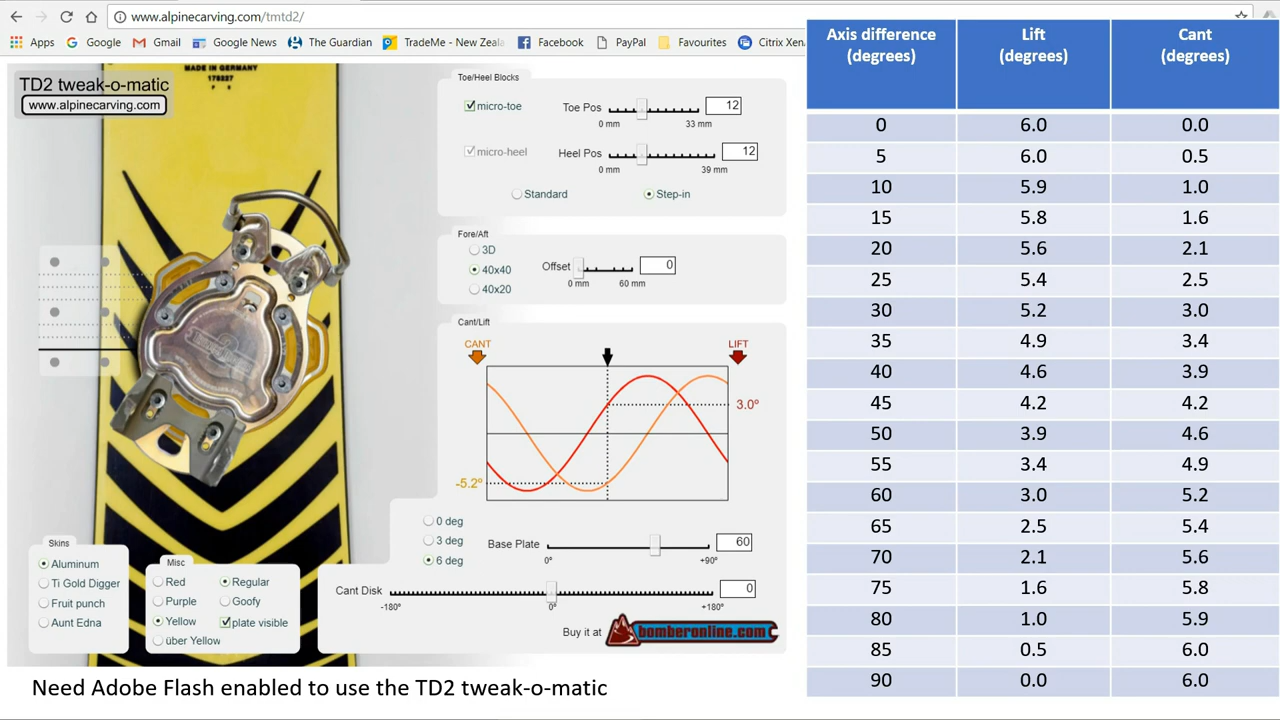 www.alpinecarving.com/tmtd2/
Apps Google Gmail Google News The Guardian TradeMe - New Zeala Facebook PayPal Favourites Citrix Xen
MADE IN GERMANY
TD2 tweak-o-matic
www.alpinecarving.com
Toe/Heel Blocks
micro-toe Toe Pos 12
0 mm 33 mm
micro-heel Heel Pos 12
0 mm 39 mm
Standard Step-in
Fore/Aft
3D
40x40 Offset 0
40x20 0 mm 60 mm
Cant/Lift
CANT LIFT
3.0º
-5.2º
0 deg
3 deg Base Plate 60
6 deg 0° +90°
Cant Disk 0
-180º 0° +180º
Buy it at bomberonline.com
Skins
Aluminum
Ti Gold Digger
Fruit punch
Aunt Edna
Misc
Red Regular
Purple Goofy
Yellow plate visible
über Yellow
Need Adobe Flash enabled to use the TD2 tweak-o-matic
Axis difference (degrees) Lift (degrees) Cant (degrees)
0 6.0 0.0
5 6.0 0.5
10 5.9 1.0
15 5.8 1.6
20 5.6 2.1
25 5.4 2.5
30 5.2 3.0
35 4.9 3.4
40 4.6 3.9
45 4.2 4.2
50 3.9 4.6
55 3.4 4.9
60 3.0 5.2
65 2.5 5.4
70 2.1 5.6
75 1.6 5.8
80 1.0 5.9
85 0.5 6.0
90 0.0 6.0